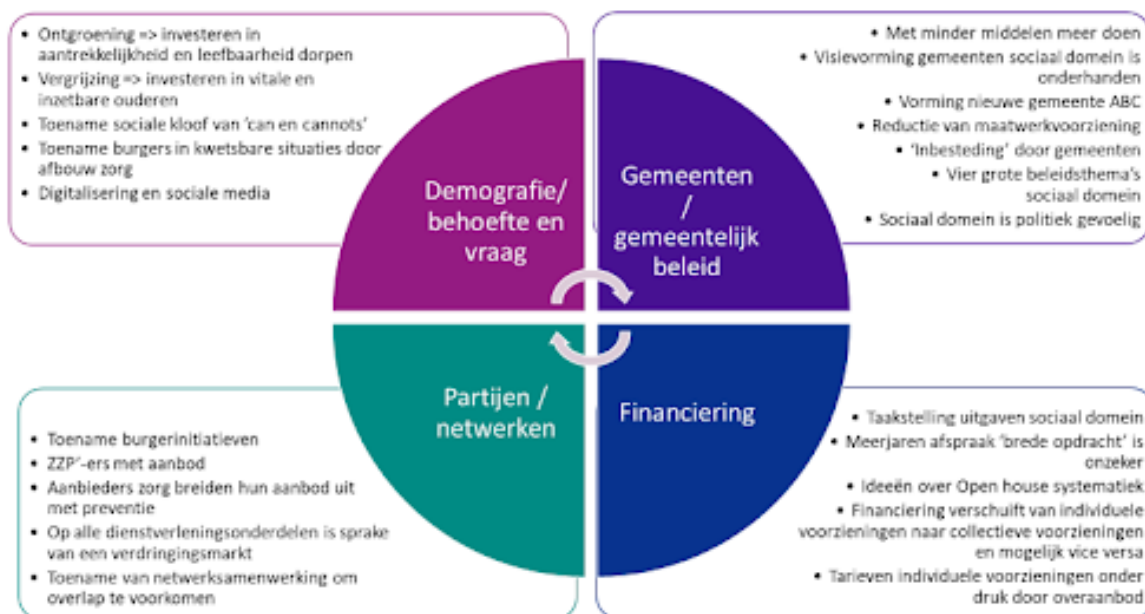 • Ontgroening => investeren in
aantrekkelijkheid en leefbaarheid dorpen
• Vergrijzing => investeren in vitale en
inzetbare ouderen
• Toename sociale kloof van 'can en cannots'
• Toename burgers in kwetsbare situaties door
afbouw zorg
• Digitalisering en sociale media
• Met minder middelen meer doen
• Visievorming gemeenten sociaal domein is
onderhanden
• Vorming nieuwe gemeente ABC
• Reductie van maatwerkvoorziening
• 'Inbesteding' door gemeenten
• Vier grote beleidsthema's
sociaal domein
• Sociaal domein is politiek gevoelig
Demografie/
behoefte en
vraag
Gemeenten
/
gemeentelijk
beleid
Partijen /
netwerken
Financiering
• Toename burgerinitiatieven
• ZZP'-ers met aanbod
• Aanbieders zorg breiden hun aanbod uit
met preventie
• Op alle dienstverleningsonderdelen is sprake
van een verdringingsmarkt
• Toename van netwerksamenwerking om
overlap te voorkomen
• Taakstelling uitgaven sociaal domein
• Meerjaren afspraak 'brede opdracht' is
onzeker
• Ideeën over Open house systematiek
• Financiering verschuift van individuele
voorzieningen naar collectieve voorzieningen
en mogelijk vice versa
• Tarieven individuele voorzieningen onder
druk door overaanbod